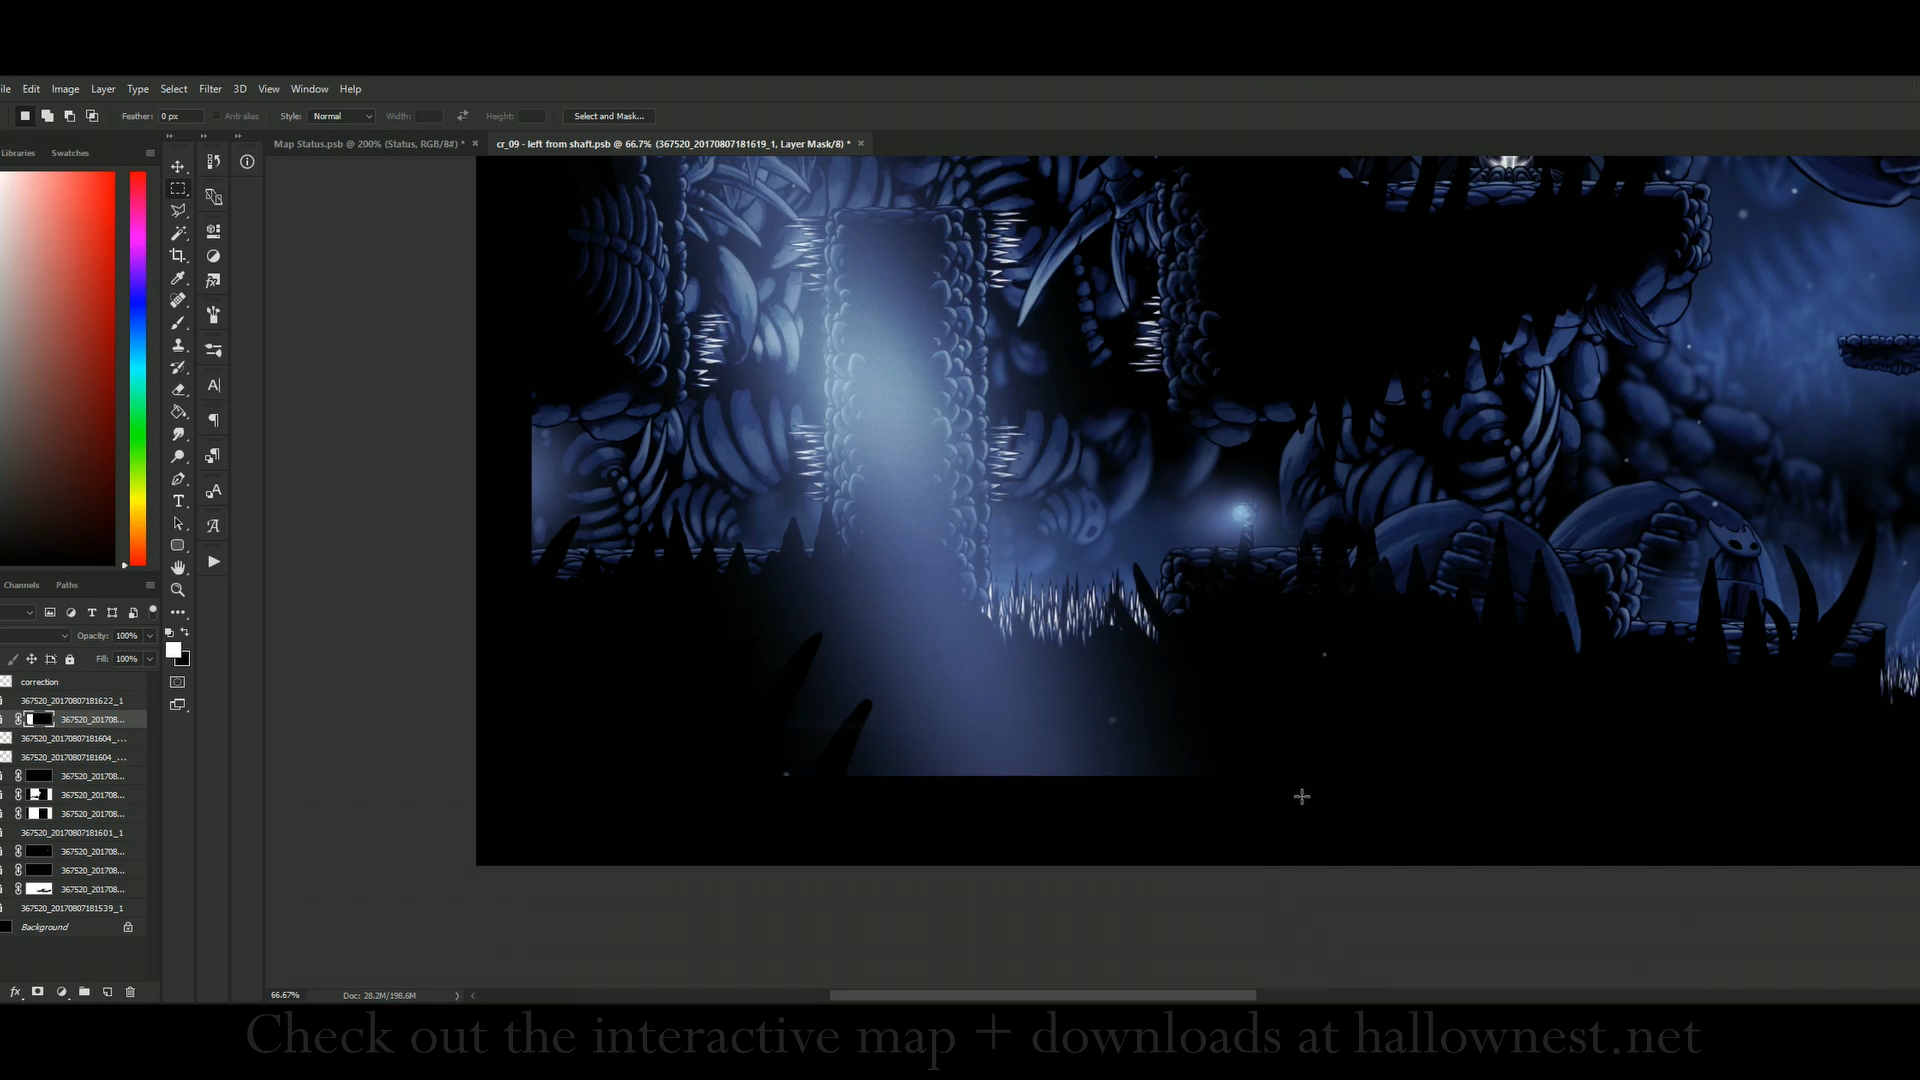 ile Edit Image Layer Type Select Filter 3D View Window Help
Feather: 0 px Anti-alias Style: Normal Width: Height: Select and Mask...
Map Status.psb @ 200% (Status, RGB/8#) * × cr_09 - left from shaft.psb @ 66.7% (367520_20170807181619_1, Layer Mask/8) * ×
Libraries Swatches
Channels Paths
Opacity: 100%
Fill: 100%
correction
367520_20170807181622_1
367520_201708...
367520_20170807181604_...
367520_20170807181604_...
367520_201708...
367520_201708...
367520_201708...
367520_20170807181601_1
367520_201708...
367520_201708...
367520_201708...
367520_20170807181539_1
Background
fx
66.67% Doc: 28.2M/198.6M
Check out the interactive map + downloads at hallownest.net